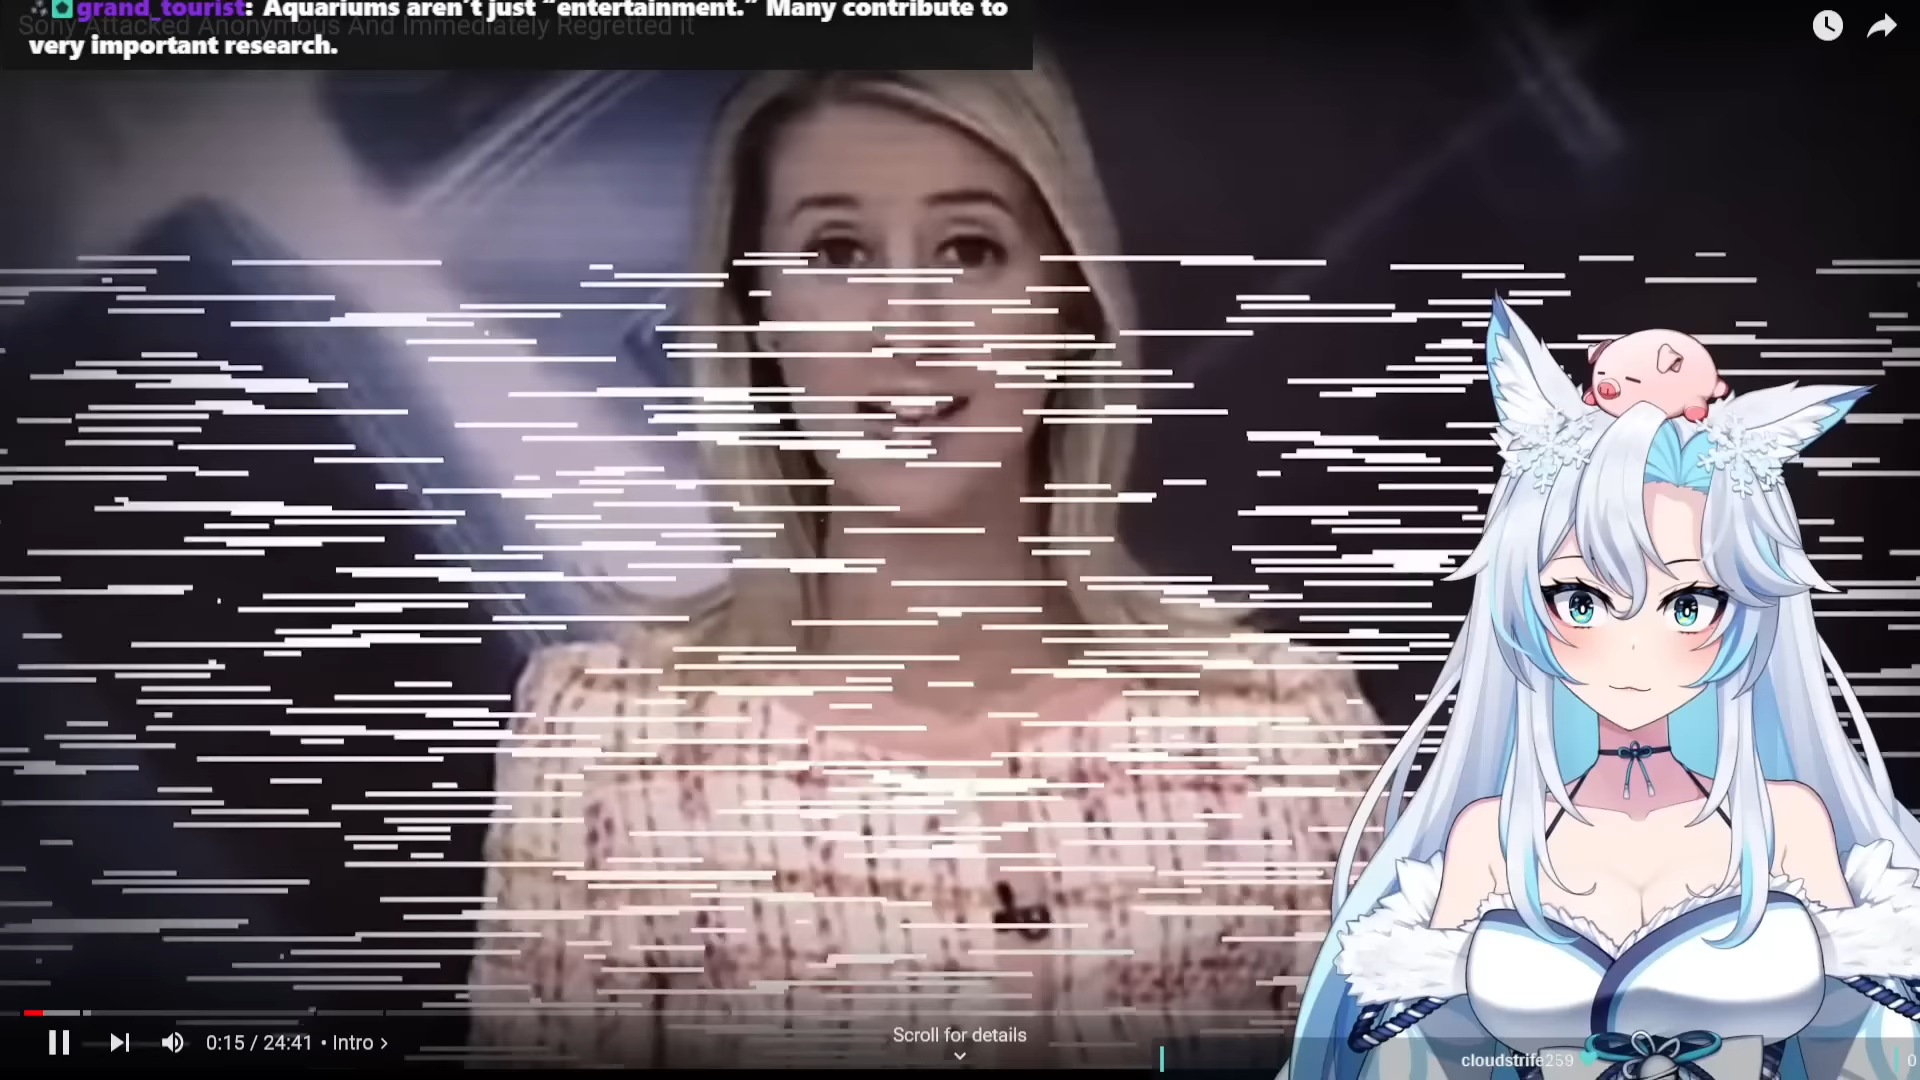 grand_tourist: Aquariums aren't just "entertainment." Many contribute to
Sony Attacked Anonymous And Immediately Regretted It
very important research.
Scroll for details
0:15 / 24:41 • Intro ›
cloudstrife259
0